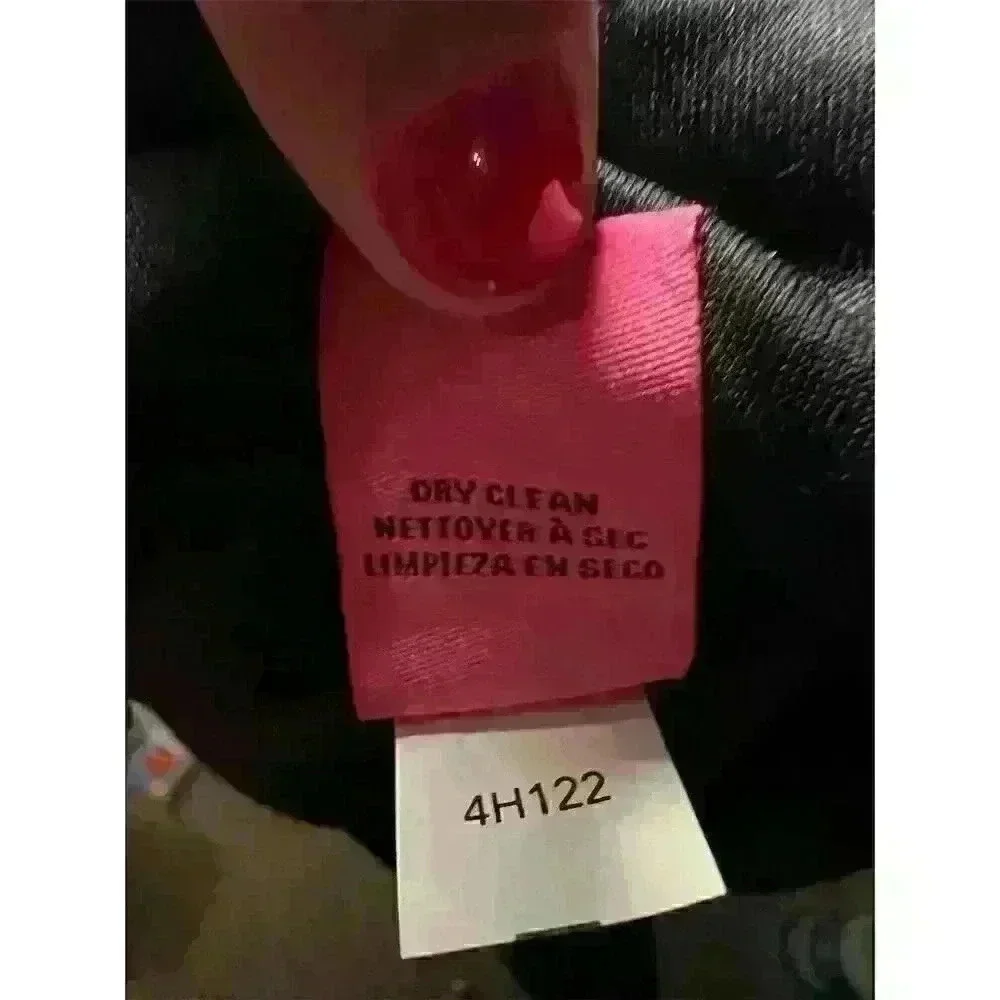 DRY CLEAN
NETTOYER À SEC
LIMPIEZA EN SECO
4H122